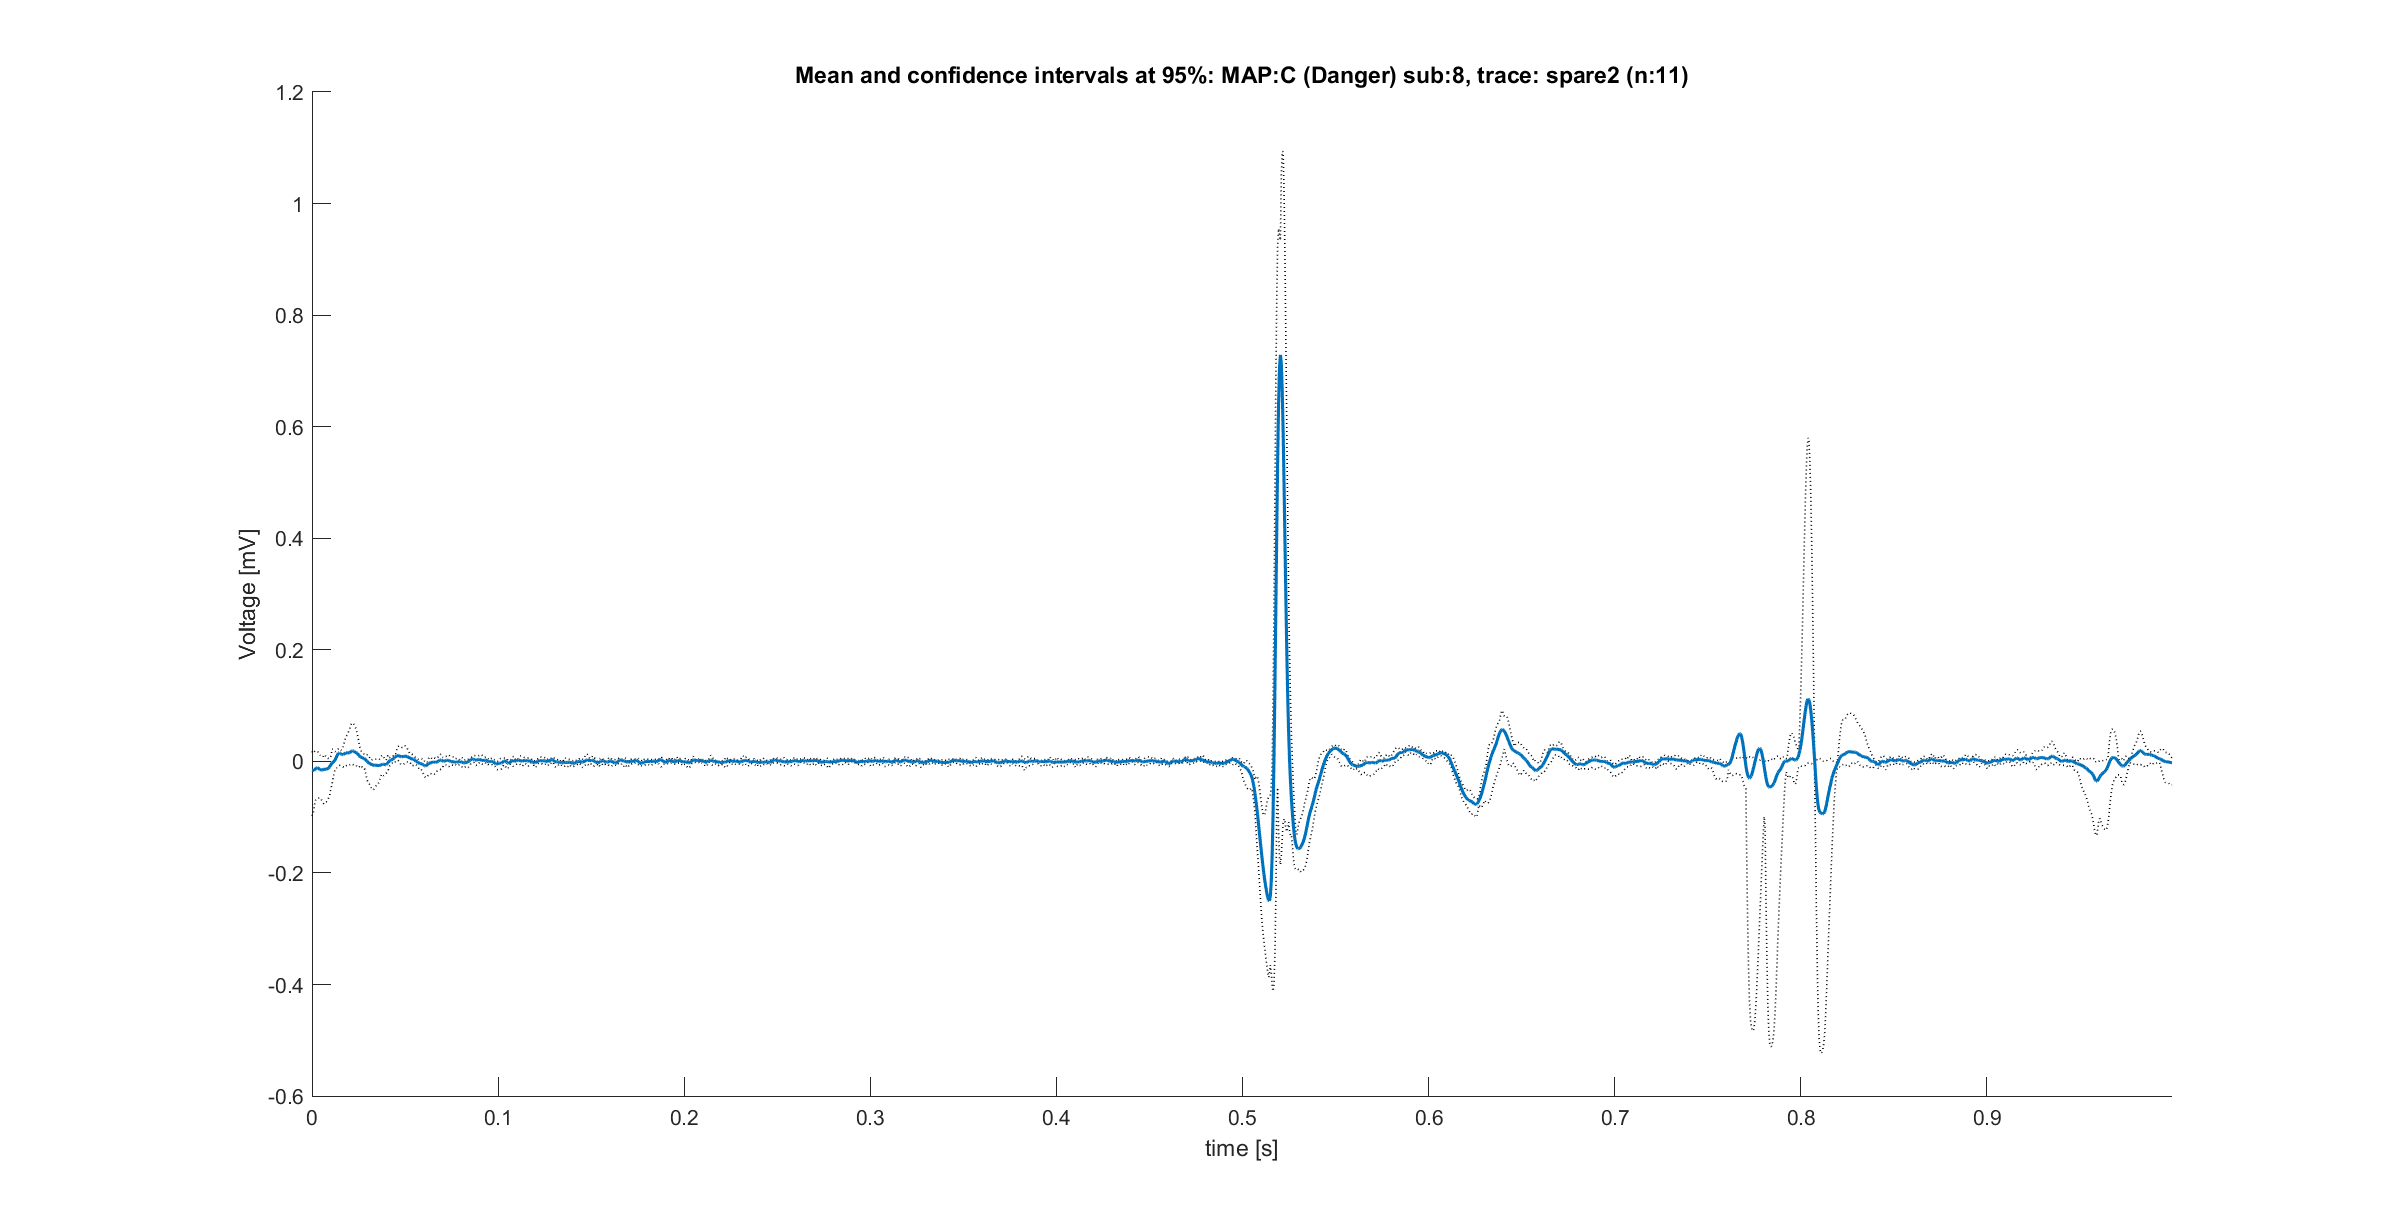 Mean and confidence intervals at 95%: MAP:C (Danger) sub:8, trace: spare2 (n:11)
1.2
1
0.8
0.6
0.4
0.2
0
-0.2
-0.4
-0.6
Voltage [mV]
0 0.1 0.2 0.3 0.4 0.5 0.6 0.7 0.8 0.9
time [s]